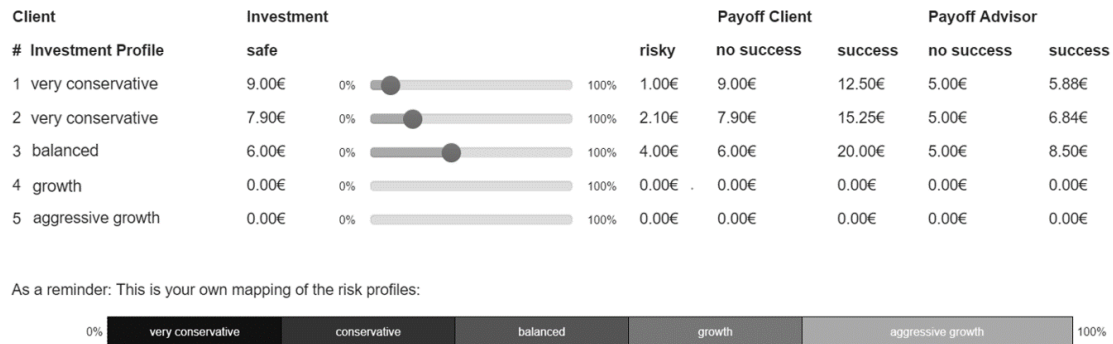 Client Investment Payoff Client Payoff Advisor
# Investment Profile safe risky no success success no success success
1 very conservative 9.00€ 0% 100% 1.00€ 9.00€ 12.50€ 5.00€ 5.88€
2 very conservative 7.90€ 0% 100% 2.10€ 7.90€ 15.25€ 5.00€ 6.84€
3 balanced 6.00€ 0% 100% 4.00€ 6.00€ 20.00€ 5.00€ 8.50€
4 growth 0.00€ 0% 100% 0.00€ . 0.00€ 0.00€ 0.00€ 0.00€
5 aggressive growth 0.00€ 0% 100% 0.00€ 0.00€ 0.00€ 0.00€ 0.00€
As a reminder: This is your own mapping of the risk profiles:
0% very conservative conservative balanced growth aggressive growth 100%